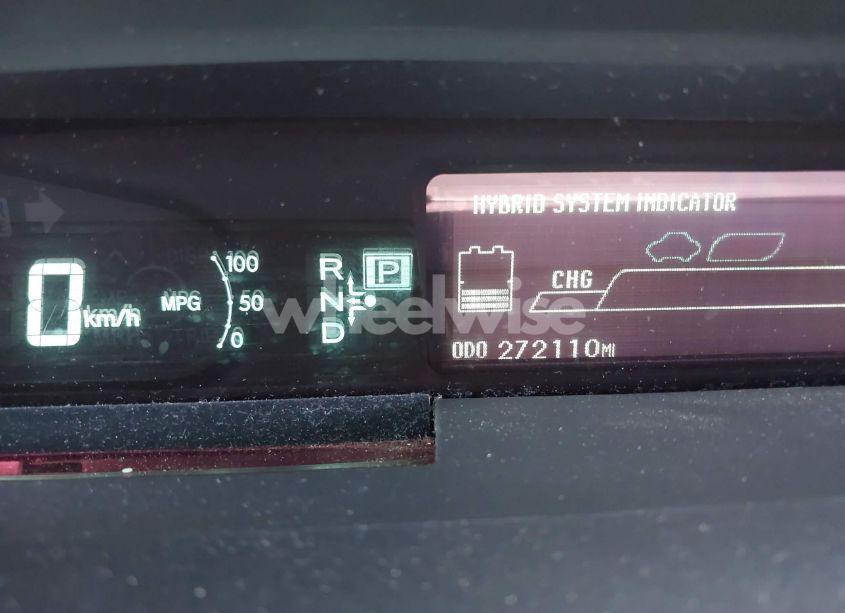 HYBRID SYSTEM INDICATOR
0 km/h
MPG
100
50
0
R
N
D
P
CHG
ODO 272110MI
wheelwise